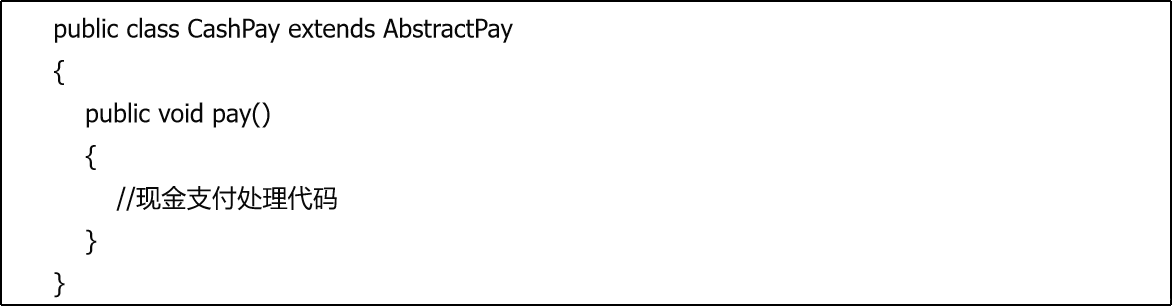 public class CashPay extends AbstractPay
{
public void pay()
{
//现金支付处理代码
}
}